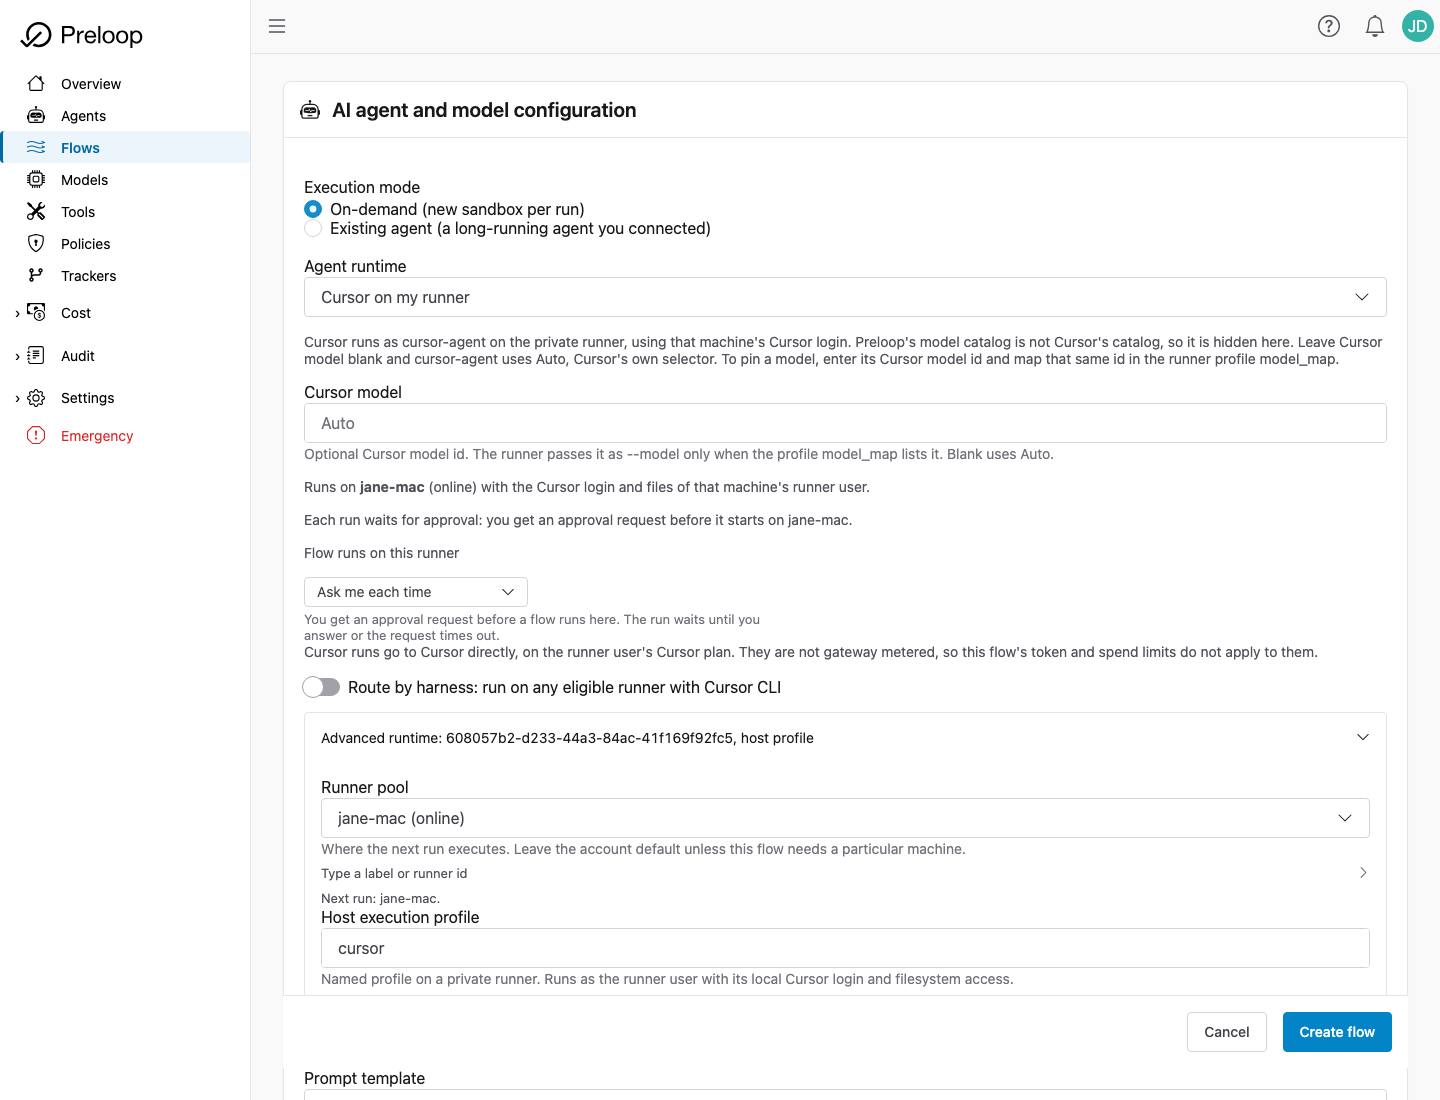 Preloop
JD
Overview
Agents
Flows
Models
Tools
Policies
Trackers
Cost
Audit
Settings
Emergency
AI agent and model configuration
Execution mode
On-demand (new sandbox per run)
Existing agent (a long-running agent you connected)
Agent runtime
Cursor on my runner
Cursor runs as cursor-agent on the private runner, using that machine's Cursor login. Preloop's model catalog is not Cursor's catalog, so it is hidden here. Leave Cursor
model blank and cursor-agent uses Auto, Cursor's own selector. To pin a model, enter its Cursor model id and map that same id in the runner profile model_map.
Cursor model
Auto
Optional Cursor model id. The runner passes it as --model only when the profile model_map lists it. Blank uses Auto.
Runs on jane-mac (online) with the Cursor login and files of that machine's runner user.
Each run waits for approval: you get an approval request before it starts on jane-mac.
Flow runs on this runner
Ask me each time
You get an approval request before a flow runs here. The run waits until you
answer or the request times out.
Cursor runs go to Cursor directly, on the runner user's Cursor plan. They are not gateway metered, so this flow's token and spend limits do not apply to them.
Route by harness: run on any eligible runner with Cursor CLI
Advanced runtime: 608057b2-d233-44a3-84ac-41f169f92fc5, host profile
Runner pool
jane-mac (online)
Where the next run executes. Leave the account default unless this flow needs a particular machine.
Type a label or runner id
Next run: jane-mac.
Host execution profile
cursor
Named profile on a private runner. Runs as the runner user with its local Cursor login and filesystem access.
Cancel
Create flow
Prompt template